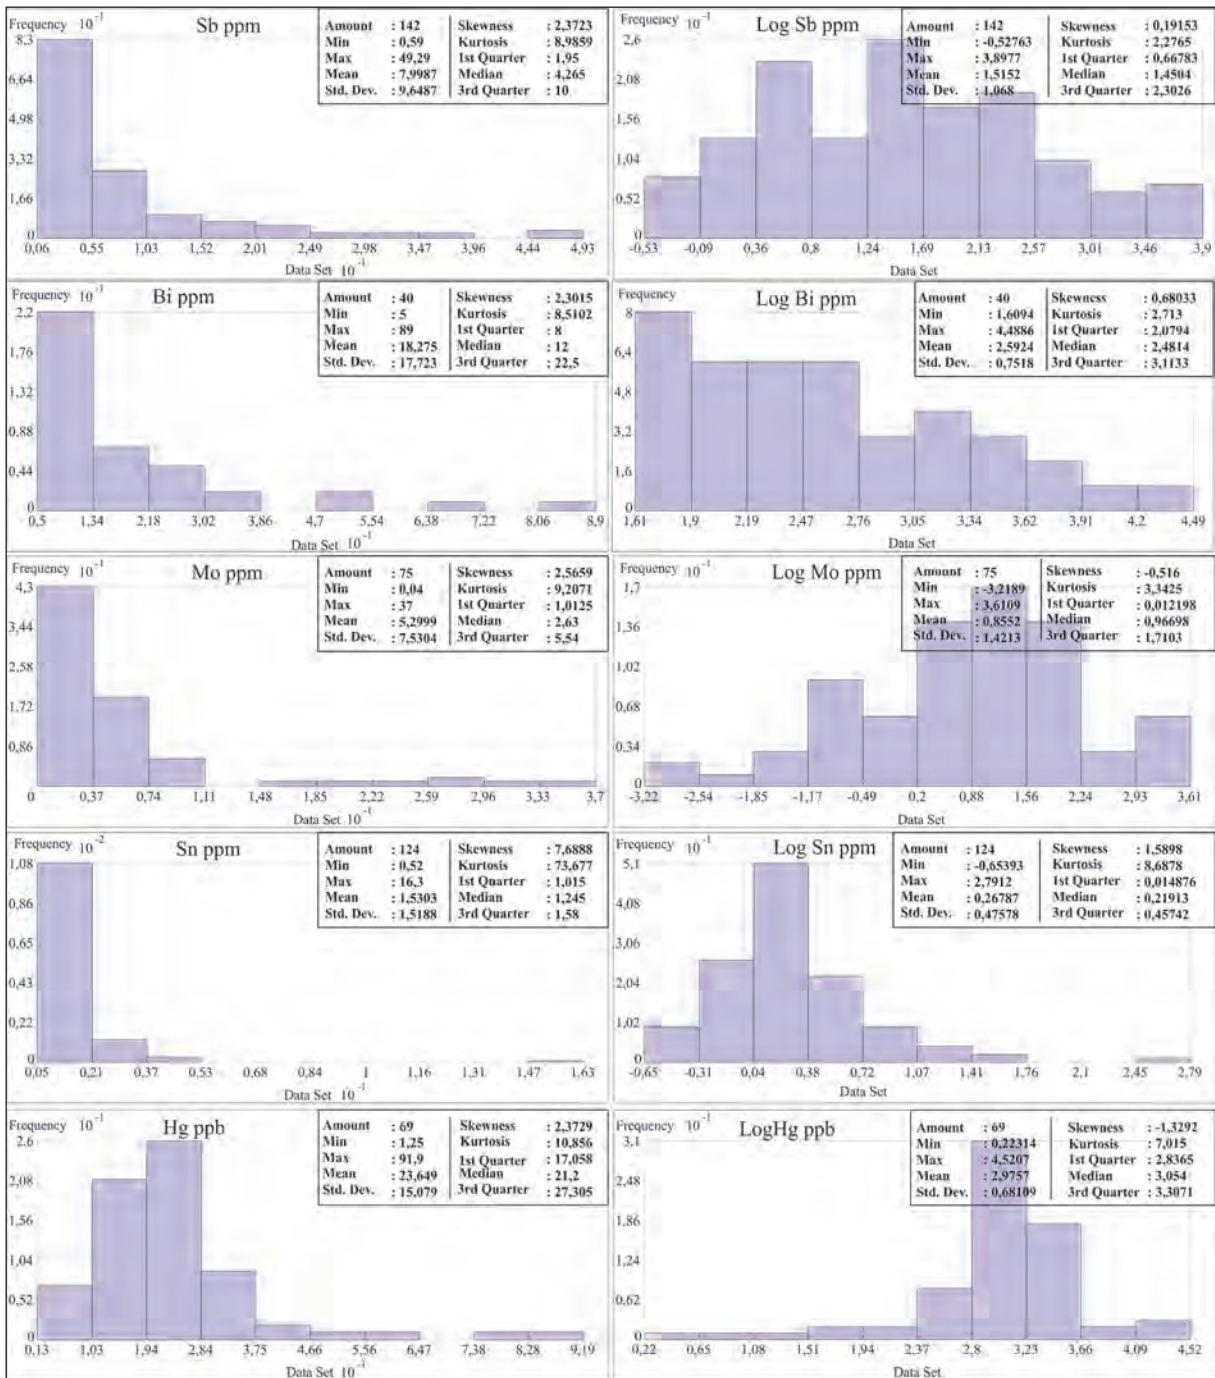 Frequency 10⁻¹ Sb ppm
Amount : 142 Skewness : 2,3723
Min : 0,59 Kurtosis : 8,9859
Max : 49,29 1st Quarter : 1,95
Mean : 7,9987 Median : 4,265
Std. Dev. : 9,6487 3rd Quarter : 10
8,3
6,64
4,98
3,32
1,66
0
0,06 0,55 1,03 1,52 2,01 2,49 2,98 3,47 3,96 4,44 4,93
Data Set 10⁻¹
Frequency 10⁻¹ Log Sb ppm
Amount : 142 Skewness : 0,19153
Min : -0,52763 Kurtosis : 2,2765
Max : 3,8977 1st Quarter : 0,66783
Mean : 1,5152 Median : 1,4504
Std. Dev. : 1,068 3rd Quarter : 2,3026
2,6
2,08
1,56
1,04
0,52
0
-0,53 -0,09 0,36 0,8 1,24 1,69 2,13 2,57 3,01 3,46 3,9
Data Set
Frequency 10⁻¹ Bi ppm
Amount : 40 Skewness : 2,3015
Min : 5 Kurtosis : 8,5102
Max : 89 1st Quarter : 8
Mean : 18,275 Median : 12
Std. Dev. : 17,723 3rd Quarter : 22,5
2,2
1,76
1,32
0,88
0,44
0
0,5 1,34 2,18 3,02 3,86 4,7 5,54 6,38 7,22 8,06 8,9
Data Set 10⁻¹
Frequency Log Bi ppm
Amount : 40 Skewness : 0,68033
Min : 1,6094 Kurtosis : 2,713
Max : 4,4886 1st Quarter : 2,0794
Mean : 2,5924 Median : 2,4814
Std. Dev. : 0,7518 3rd Quarter : 3,1133
8
6,4
4,8
3,2
1,6
0
1,61 1,9 2,19 2,47 2,76 3,05 3,34 3,62 3,91 4,2 4,49
Data Set
Frequency 10⁻¹ Mo ppm
Amount : 75 Skewness : 2,5659
Min : 0,04 Kurtosis : 9,2071
Max : 37 1st Quarter : 1,0125
Mean : 5,2999 Median : 2,63
Std. Dev. : 7,5304 3rd Quarter : 5,54
4,3
3,44
2,58
1,72
0,86
0 0,37 0,74 1,11 1,48 1,85 2,22 2,59 2,96 3,33 3,7
Data Set 10⁻¹
Frequency 10⁻¹ Log Mo ppm
Amount : 75 Skewness : -0,516
Min : -3,2189 Kurtosis : 3,3425
Max : 3,6109 1st Quarter : 0,012198
Mean : 0,8552 Median : 0,96698
Std. Dev. : 1,4213 3rd Quarter : 1,7103
1,7
1,36
1,02
0,68
0,34
0
-3,22 -2,54 -1,85 -1,17 -0,49 0,2 0,88 1,56 2,24 2,93 3,61
Data Set
Frequency 10⁻² Sn ppm
Amount : 124 Skewness : 7,6888
Min : 0,52 Kurtosis : 73,677
Max : 16,3 1st Quarter : 1,015
Mean : 1,5303 Median : 1,245
Std. Dev. : 1,5188 3rd Quarter : 1,58
1,08
0,86
0,65
0,43
0,22
0
0,05 0,21 0,37 0,53 0,68 0,84 1 1,16 1,31 1,47 1,63
Data Set 10⁻¹
Frequency 10⁻¹ Log Sn ppm
Amount : 124 Skewness : 1,5898
Min : -0,65393 Kurtosis : 8,6878
Max : 2,7912 1st Quarter : 0,014876
Mean : 0,26787 Median : 0,21913
Std. Dev. : 0,47578 3rd Quarter : 0,45742
5,1
4,08
3,06
2,04
1,02
0
-0,65 -0,31 0,04 0,38 0,72 1,07 1,41 1,76 2,1 2,45 2,79
Data Set
Frequency 10⁻¹ Hg ppb
Amount : 69 Skewness : 2,3729
Min : 1,25 Kurtosis : 10,856
Max : 91,9 1st Quarter : 17,058
Mean : 23,649 Median : 21,2
Std. Dev. : 15,079 3rd Quarter : 27,305
2,6
2,08
1,56
1,04
0,52
0
0,13 1,03 1,94 2,84 3,75 4,66 5,56 6,47 7,38 8,28 9,19
Data Set 10⁻¹
Frequency 10⁻¹ LogHg ppb
Amount : 69 Skewness : -1,3292
Min : 0,22314 Kurtosis : 7,015
Max : 4,5207 1st Quarter : 2,8365
Mean : 2,9757 Median : 3,054
Std. Dev. : 0,68109 3rd Quarter : 3,3071
3,1
2,48
1,86
1,24
0,62
0
0,22 0,65 1,08 1,51 1,94 2,37 2,8 3,23 3,66 4,09 4,52
Data Set